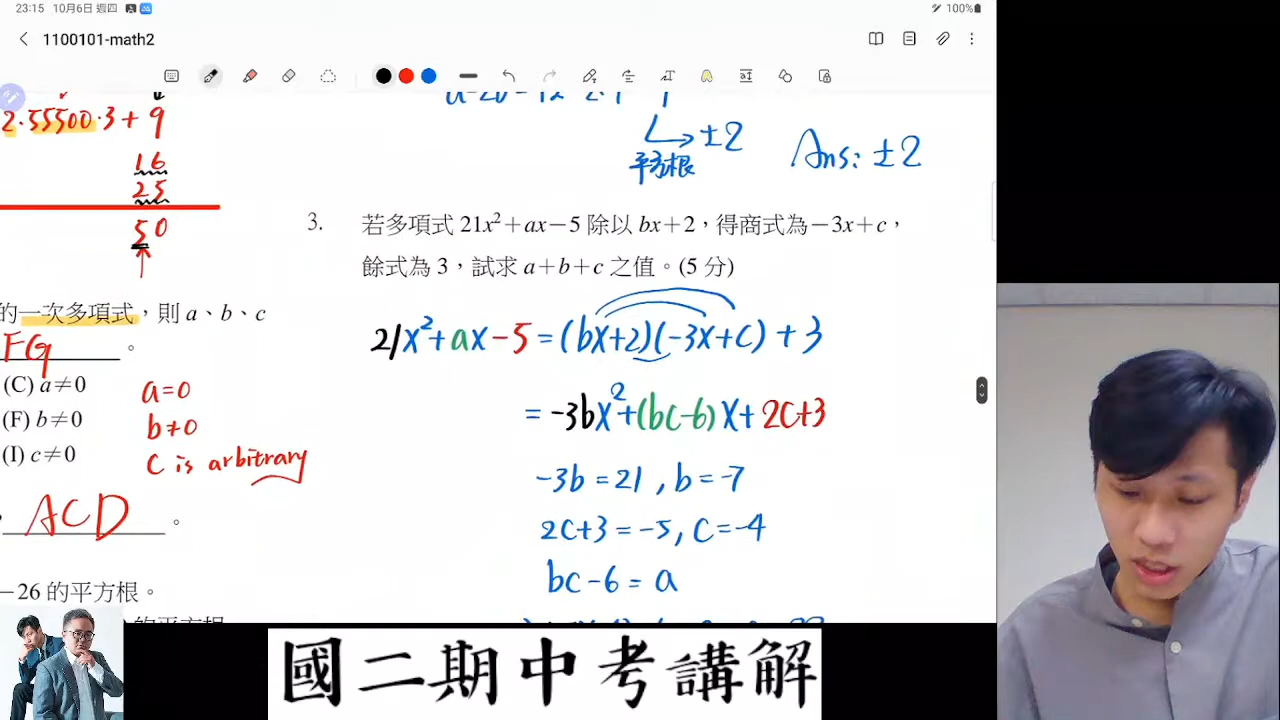 23:15 10月6日 週四
100%
1100101-math2
2.55500.3+9
16
25
50
±2
平方根
Ans: ±2
3. 若多項式 21x²+ax−5 除以 bx+2,得商式為−3x+c,
餘式為 3,試求 a+b+c 之值。(5 分)
21x²+ax-5=(bx+2)(-3x+c)+3
=-3bx²+(bc-6)x+2c+3
-3b=21, b=-7
2c+3=-5, c=-4
bc-6=a
的一次多項式,則 a、b、c
FG 。
(C) a≠0
(F) b≠0
(I) c≠0
a=0
b≠0
c is arbitrary
ACD 。
−26 的平方根。
國二期中考講解